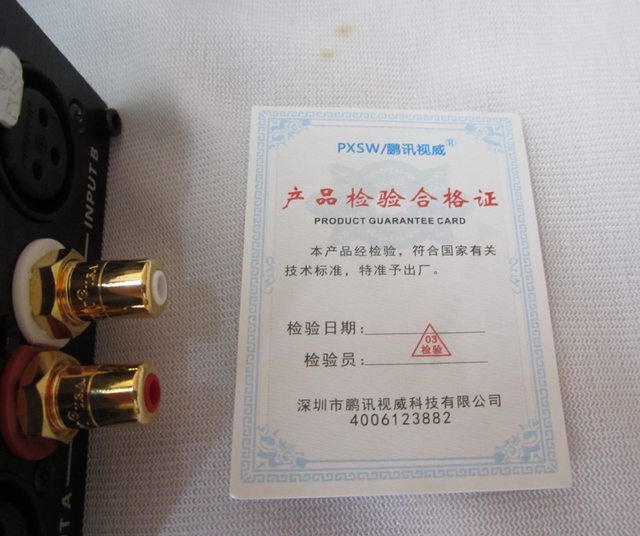 INPUT B
PXSW/鹏讯视威®
产品检验合格证
PRODUCT GUARANTEE CARD
本产品经检验，符合国家有关
技术标准，特准予出厂。
检验日期：
03
检验
检验员：
深圳市鹏讯视威科技有限公司
4006123882